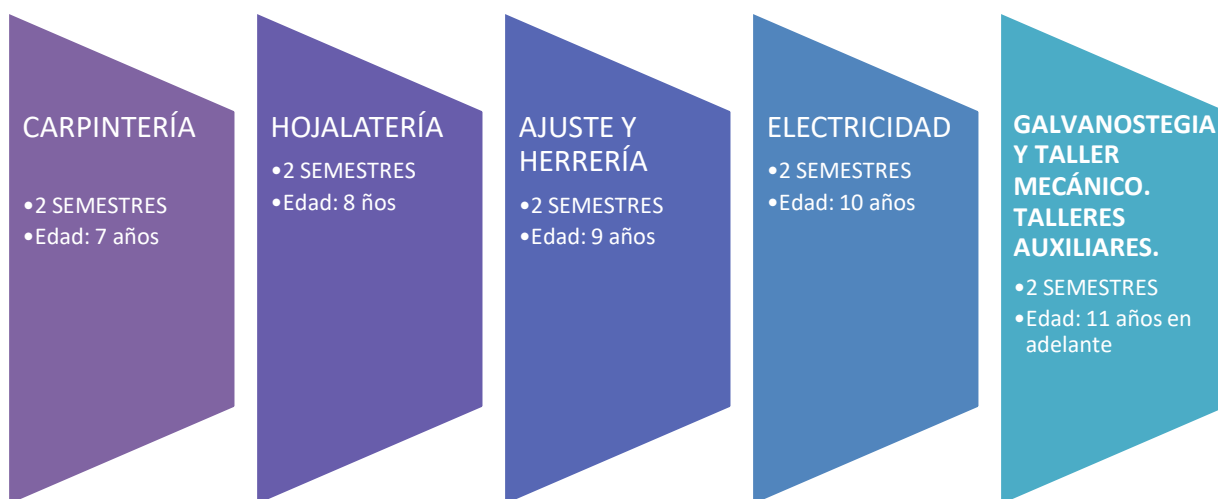 CARPINTERÍA
•2 SEMESTRES
•Edad: 7 años
HOJALATERÍA
•2 SEMESTRES
•Edad: 8 ños
AJUSTE Y
HERRERÍA
•2 SEMESTRES
•Edad: 9 años
ELECTRICIDAD
•2 SEMESTRES
•Edad: 10 años
GALVANOSTEGIA
Y TALLER
MECÁNICO.
TALLERES
AUXILIARES.
•2 SEMESTRES
•Edad: 11 años en
adelante